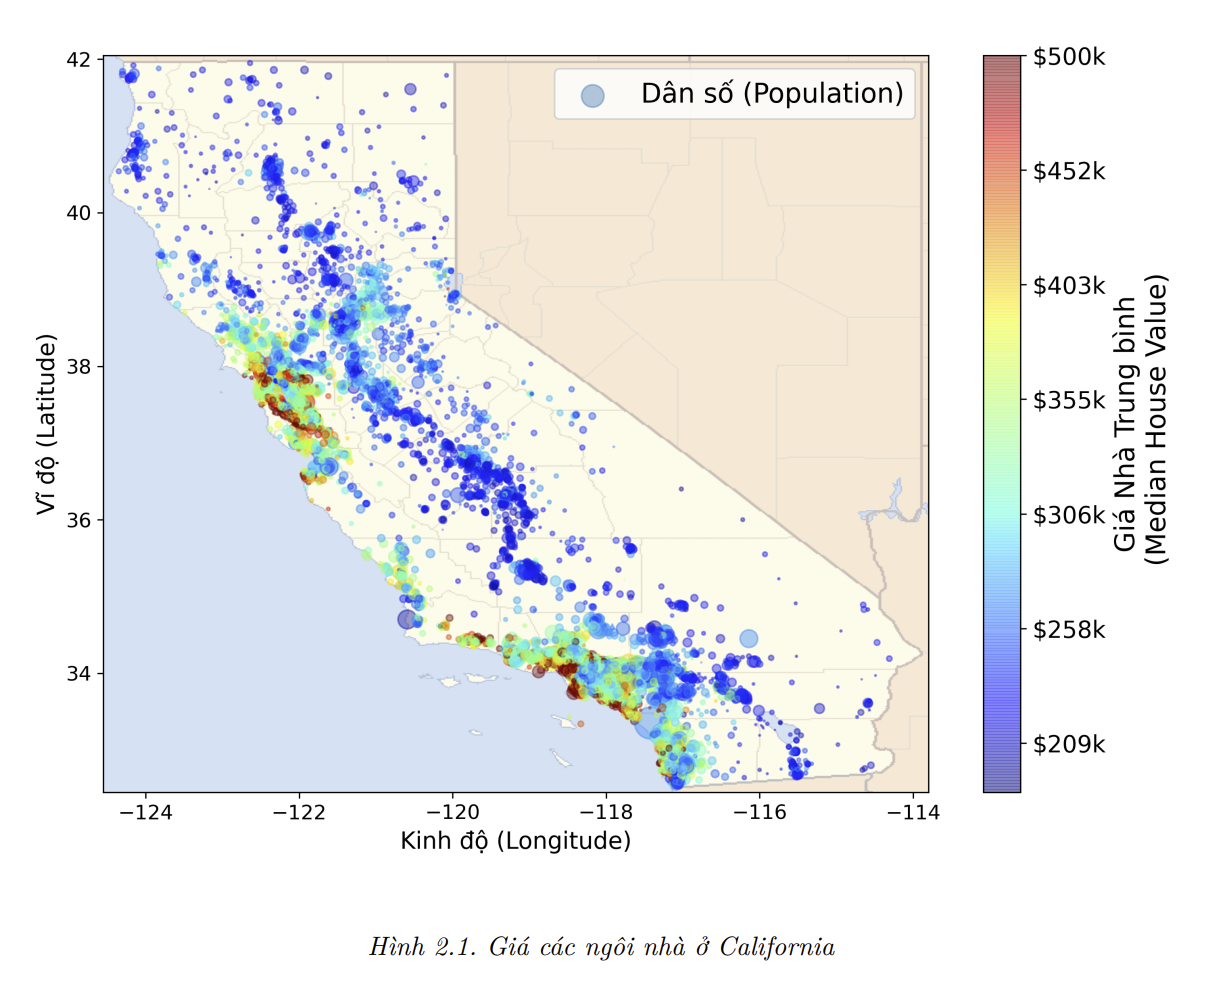 42
40
38
36
34
Vĩ độ (Latitude)
Dân số (Population)
−124
−122
−120
−118
−116
−114
Kinh độ (Longitude)
$500k
$452k
$403k
$355k
$306k
$258k
$209k
Giá Nhà Trung bình
(Median House Value)
Hình 2.1. Giá các ngôi nhà ở California